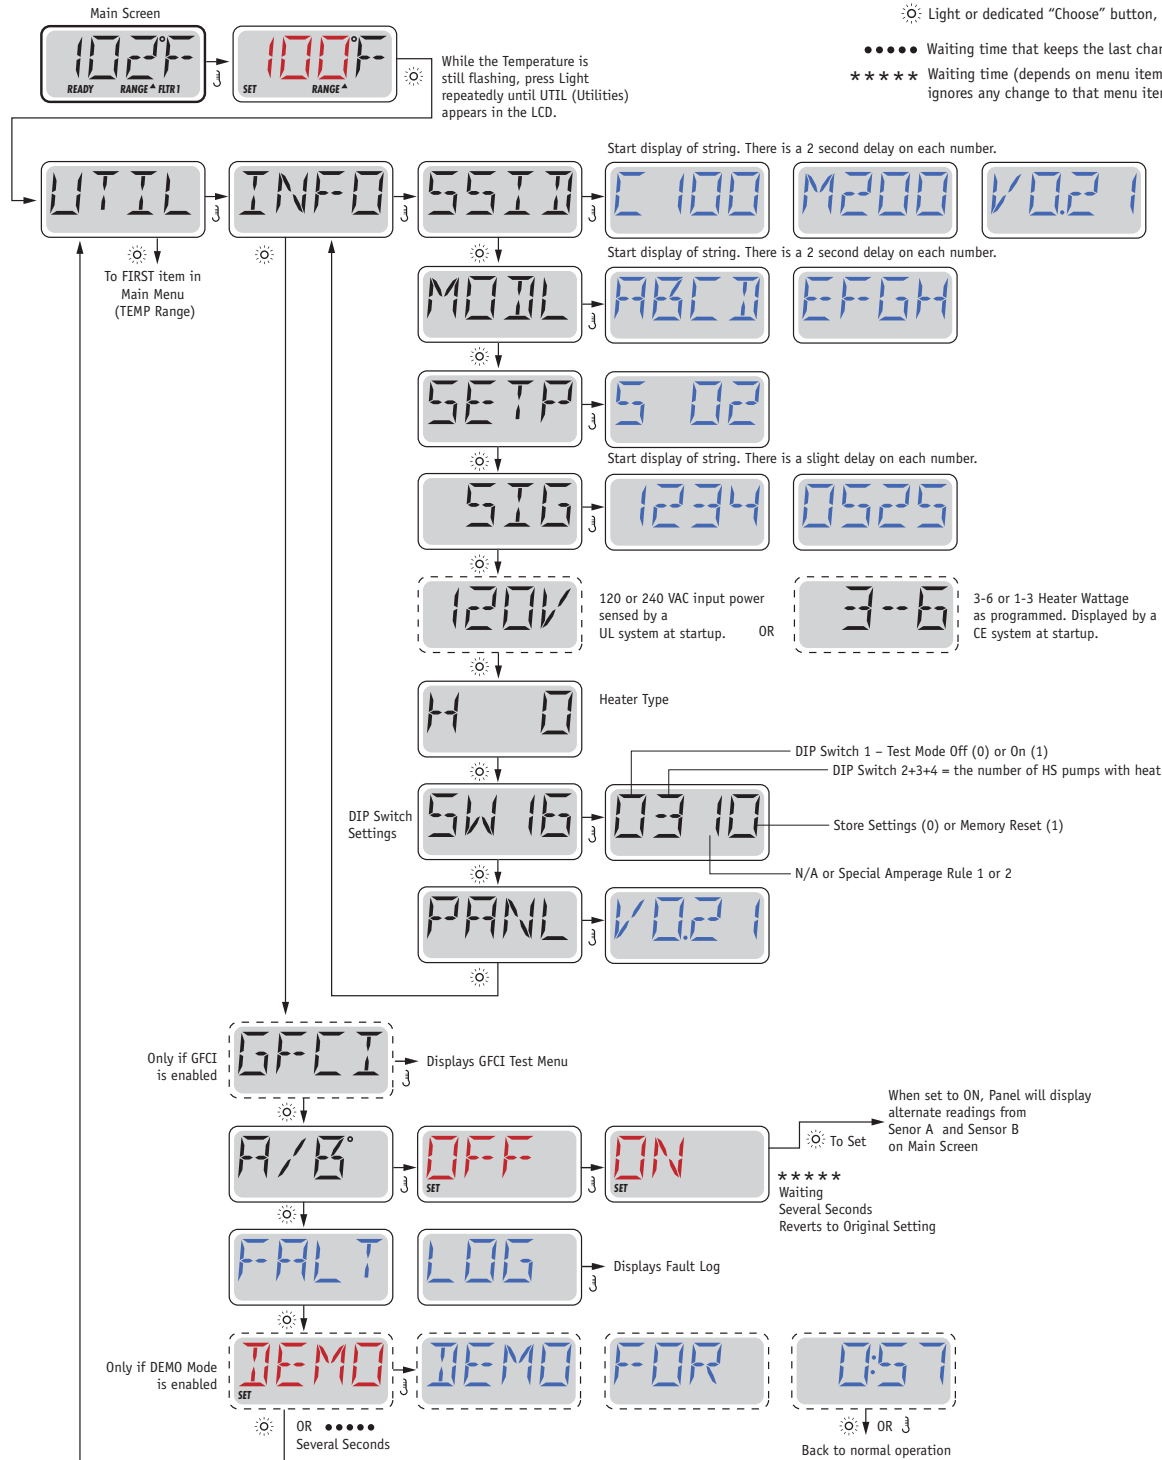 Main Screen
Light or dedicated "Choose" button,
102°F
READY RANGE FLTR1
100°F
SET RANGE
While the Temperature is
still flashing, press Light
repeatedly until UTIL (Utilities)
appears in the LCD.
Waiting time that keeps the last
***** Waiting time (depends on menu
ignores any change to that menu
Start display of string. There is a 2 second delay on each number.
UTIL
INFO
SSID
C 100
M200
V0.21
To FIRST item in
Main Menu
(TEMP Range)
Start display of string. There is a 2 second delay on each number.
MODL
ABCD
EFGH
SETP
S 02
Start display of string. There is a slight delay on each number.
SIG
1234
0525
120V
120 or 240 VAC input power
sensed by a
UL system at startup.
OR
3-6
3-6 or 1-3 Heater Wattage
as programmed. Displayed by a
CE system at startup.
H 0
Heater Type
DIP Switch 1 – Test Mode Off (0) or On (1)
DIP Switch 2+3+4 = the number of HS pumps with heat
DIP Switch
Settings
SW 16
0310
Store Settings (0) or Memory Reset (1)
N/A or Special Amperage Rule 1 or 2
PANL
V0.21
Only if GFCI
is enabled
GFCI
Displays GFCI Test Menu
A/B°
OFF
SET
ON
SET
To Set
When set to ON, Panel will display
alternate readings from
Senor A and Sensor B
on Main Screen
*****
Waiting
Several Seconds
Reverts to Original Setting
FALT
LOG
Displays Fault Log
Only if DEMO Mode
is enabled
DEMO
SET
DEMO
FOR
0:57
OR
Several Seconds
OR
Back to normal operation